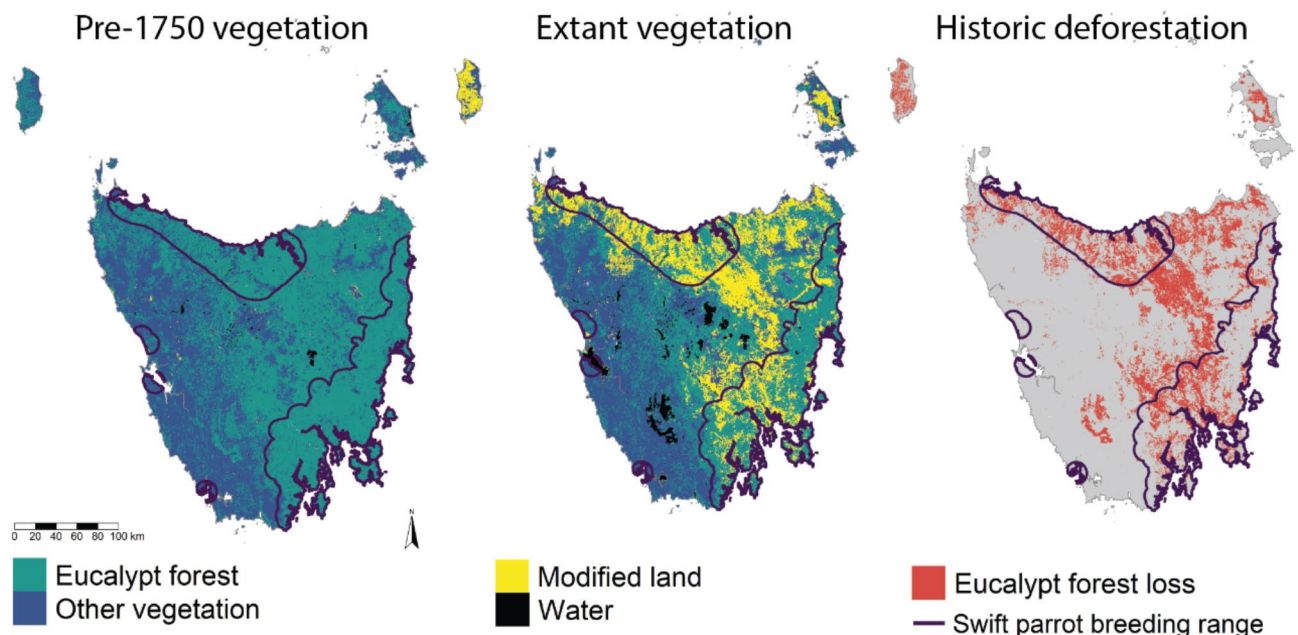 Pre-1750 vegetation
Extant vegetation
Historic deforestation
N
0 20 40 60 80 100 km
Eucalypt forest
Other vegetation
Modified land
Water
Eucalypt forest loss
Swift parrot breeding range